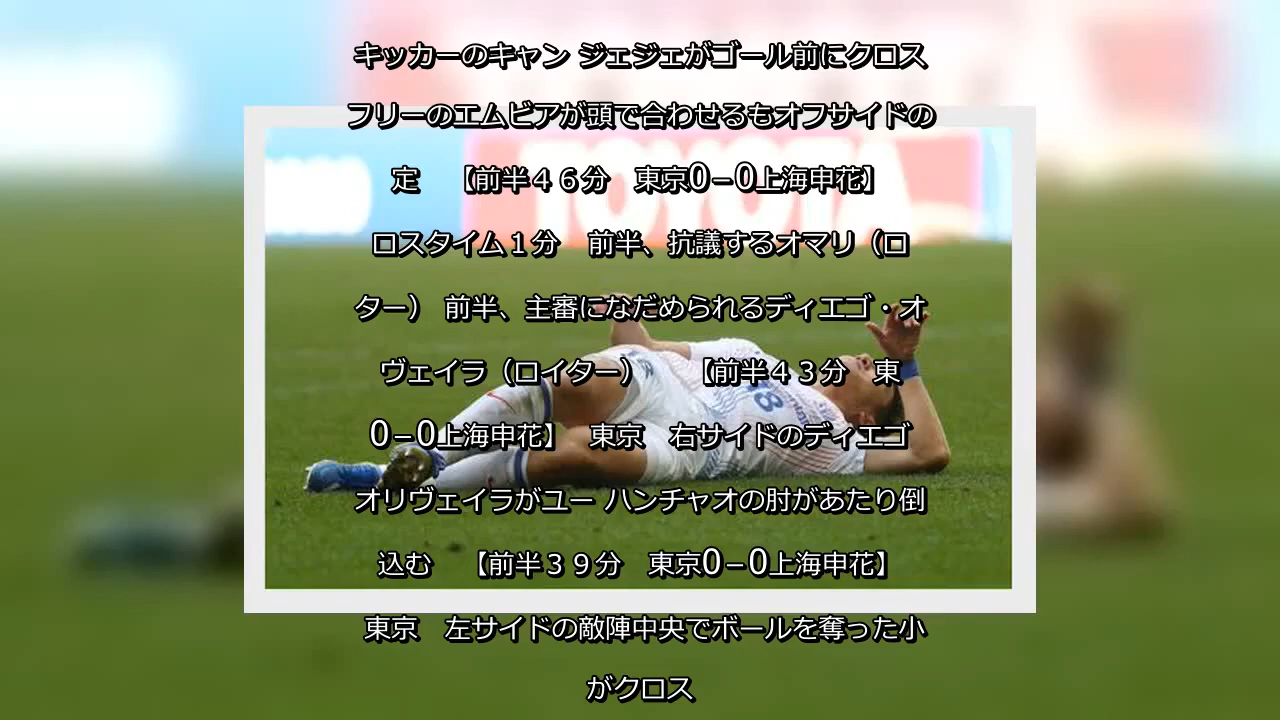 キッカーのキャン ジェジェがゴール前にクロス
フリーのエムビアが頭で合わせるもオフサイドの
定　【前半４６分　東京0－0上海申花】
TOYOTA
ロスタイム１分　前半、抗議するオマリ（ロ
ター） 前半、主審になだめられるディエゴ・オ
ヴェイラ（ロイター）　　【前半４３分　東
0－0上海申花】　東京　右サイドのディエゴ
オリヴェイラがユー ハンチャオの肘があたり倒
込む　【前半３９分　東京0－0上海申花】
東京　左サイドの敵陣中央でボールを奪った小
がクロス